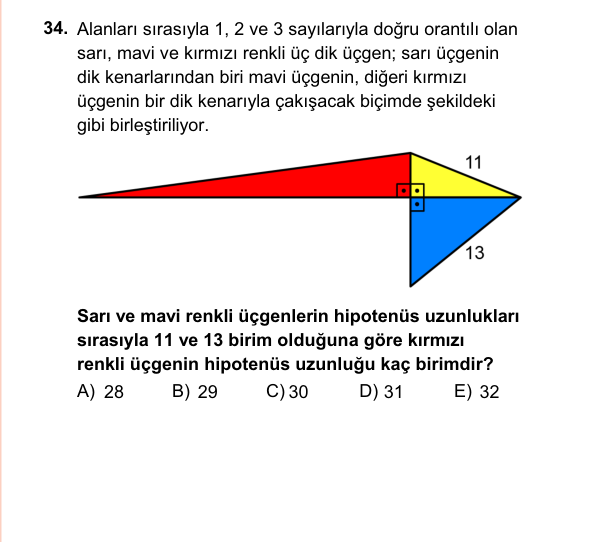 34. Alanları sırasıyla 1, 2 ve 3 sayılarıyla doğru orantılı olan
sarı, mavi ve kırmızı renkli üç dik üçgen; sarı üçgenin
dik kenarlarından biri mavi üçgenin, diğeri kırmızı
üçgenin bir dik kenarıyla çakışacak biçimde şekildeki
gibi birleştiriliyor.
11
13
Sarı ve mavi renkli üçgenlerin hipotenüs uzunlukları
sırasıyla 11 ve 13 birim olduğuna göre kırmızı
renkli üçgenin hipotenüs uzunluğu kaç birimdir?
A) 28 B) 29 C) 30 D) 31 E) 32